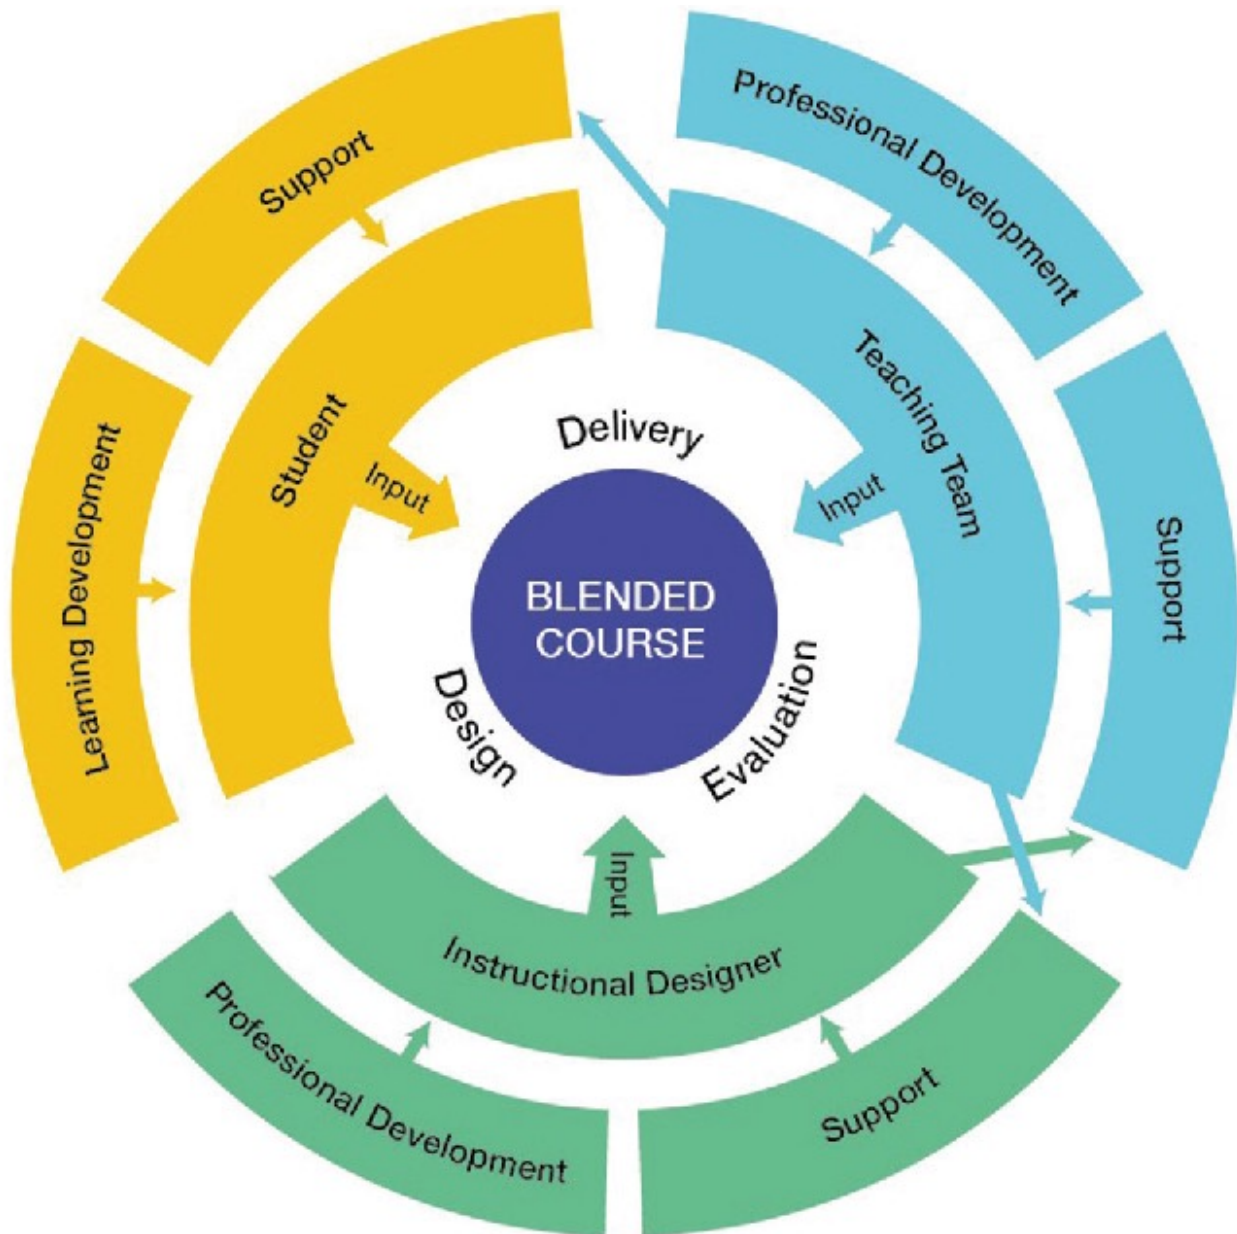 Professional Development
Support
Support
Teaching Team
Student
Input
Input
Delivery
Learning Development
BLENDED
COURSE
Design
Evaluation
Input
Instructional Designer
Professional Development
Support